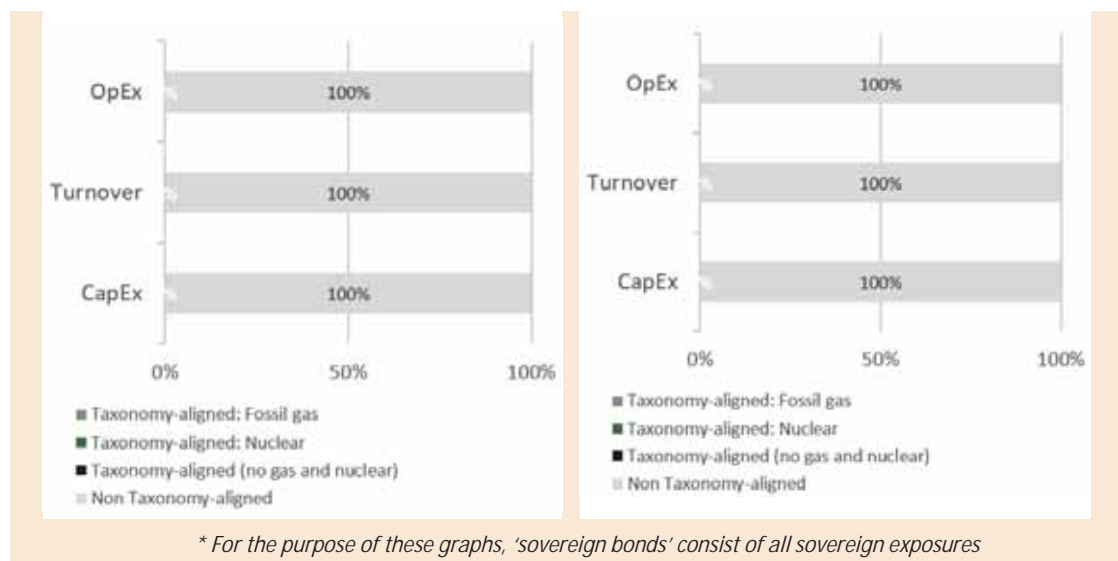 OpEx
100%
Turnover
100%
CapEx
100%
0% 50% 100%
Taxonomy-aligned: Fossil gas
Taxonomy-aligned: Nuclear
Taxonomy-aligned (no gas and nuclear)
Non Taxonomy-aligned
OpEx
100%
Turnover
100%
CapEx
100%
0% 50% 100%
Taxonomy-aligned: Fossil gas
Taxonomy-aligned: Nuclear
Taxonomy-aligned (no gas and nuclear)
Non Taxonomy-aligned
* For the purpose of these graphs, ‘sovereign bonds’ consist of all sovereign exposures